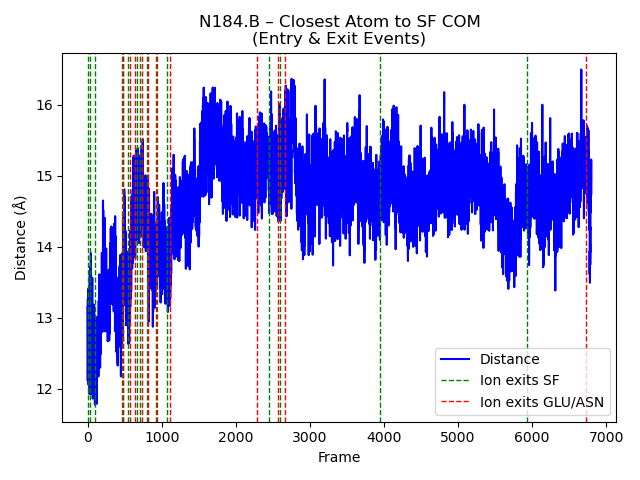 N184.B – Closest Atom to SF COM
(Entry & Exit Events)
Distance (Å)
16
15
14
13
12
Distance
Ion exits SF
Ion exits GLU/ASN
0
1000
2000
3000
4000
5000
6000
7000
Frame